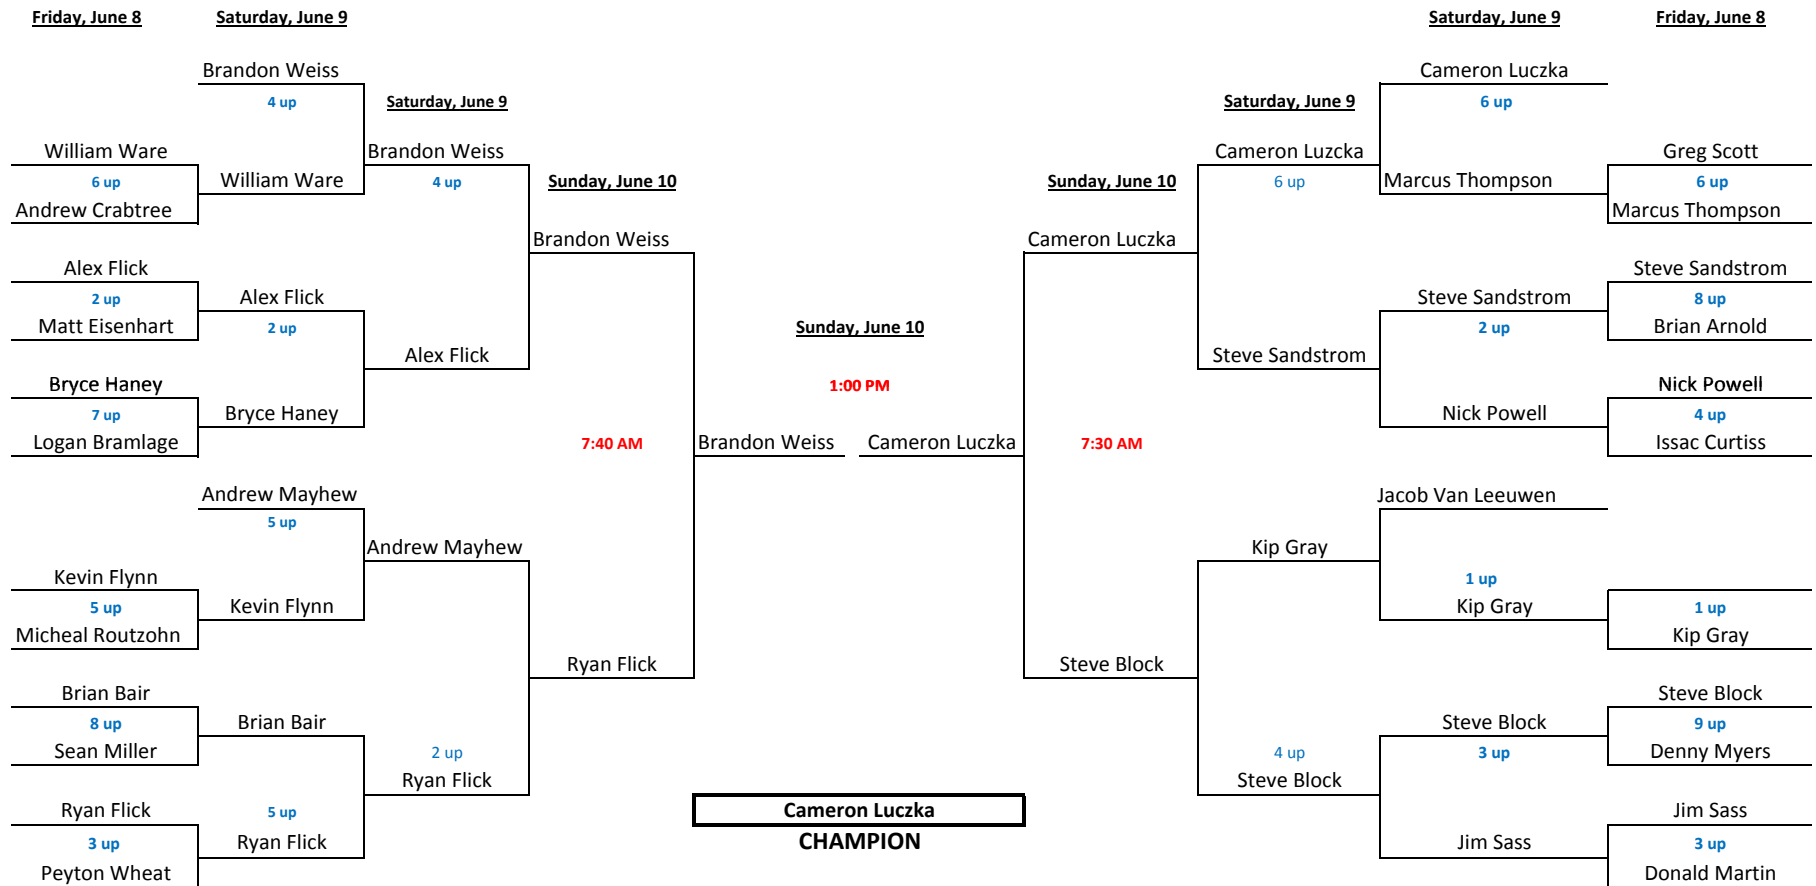 Friday, June 8 Saturday, June 9 Saturday, June 9 Friday, June 8
Brandon Weiss Cameron Luczka
4 up Saturday, June 9 Saturday, June 9 6 up
William Ware Brandon Weiss Cameron Luzcka Greg Scott
6 up William Ware 4 up Sunday, June 10 Sunday, June 10 6 up Marcus Thompson 6 up
Andrew Crabtree Marcus Thompson
Brandon Weiss Cameron Luczka
Alex Flick Steve Sandstrom
2 up Alex Flick Steve Sandstrom 8 up
Matt Eisenhart 2 up Sunday, June 10 2 up Brian Arnold
Alex Flick Steve Sandstrom
Bryce Haney 1:00 PM Nick Powell
7 up Bryce Haney Nick Powell 4 up
Logan Bramlage 7:40 AM Brandon Weiss Cameron Luczka 7:30 AM Issac Curtiss
Andrew Mayhew Jacob Van Leeuwen
5 up
Andrew Mayhew Kip Gray
Kevin Flynn 1 up
5 up Kevin Flynn Kip Gray 1 up
Micheal Routzohn Kip Gray
Ryan Flick Steve Block
Brian Bair Steve Block
8 up Brian Bair Steve Block 9 up
Sean Miller 2 up 4 up 3 up Denny Myers
Ryan Flick Steve Block
Ryan Flick 5 up Cameron Luczka Jim Sass
3 up Ryan Flick CHAMPION Jim Sass 3 up
Peyton Wheat Donald Martin